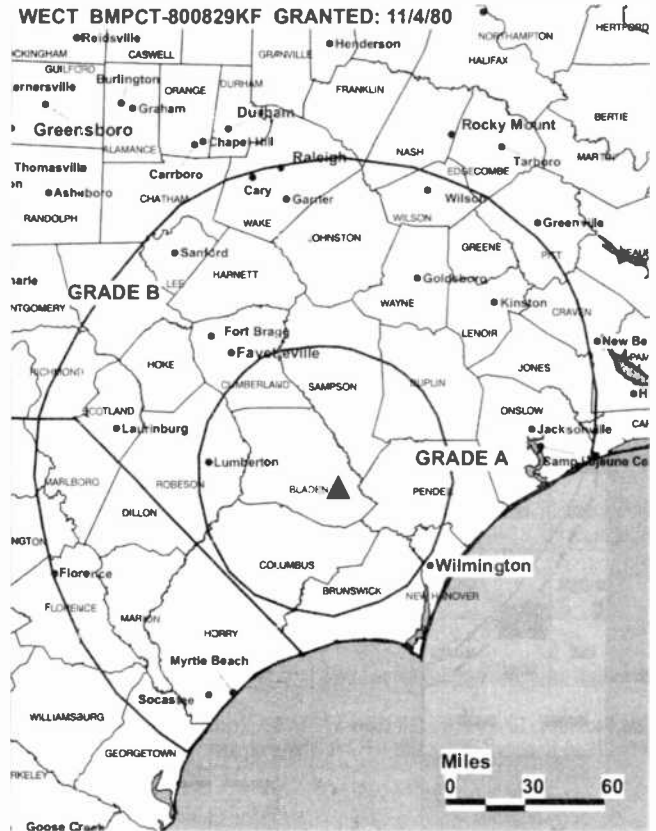 WECT BMPCT-800829KF GRANTED: 11/4/80
Reidsville
CASWELL
GRANVILLE
Henderson
NORTHAMPTON
HERTFORD
HALIFAX
GUILFORD
Burlington
ORANGE
DURHAM
FRANKLIN
BERTIE
Graham
Durham
Greensboro
ALAMANCE
Chapel Hill
NASH
Rocky Mount
Tarboro
EDGECOMBE
Thomasville
Carrboro
Raleigh
Cary
Garner
Wilson
WILSON
Asheboro
CHATHAM
RANDOLPH
WAKE
JOHNSTON
GREENE
Greenville
PITT
Sanford
LEE
HARNETT
Goldsboro
WAYNE
Kinston
LENOIR
CRAVEN
GRADE B
Fort Bragg
Fayetteville
HOKE
CUMBERLAND
SAMPSON
DUPLIN
JONES
RICHMOND
SCOTLAND
Laurinburg
ONSLOW
Jacksonville
Lumberton
GRADE A
MARLBORO
ROBESON
BLADEN
PENDER
DILLON
COLUMBUS
Wilmington
Florence
FLORENCE
MARION
BRUNSWICK
NEW HANOVER
HORRY
Myrtle Beach
Socastee
WILLIAMSBURG
GEORGETOWN
Goose Creek
Miles
0 30 60